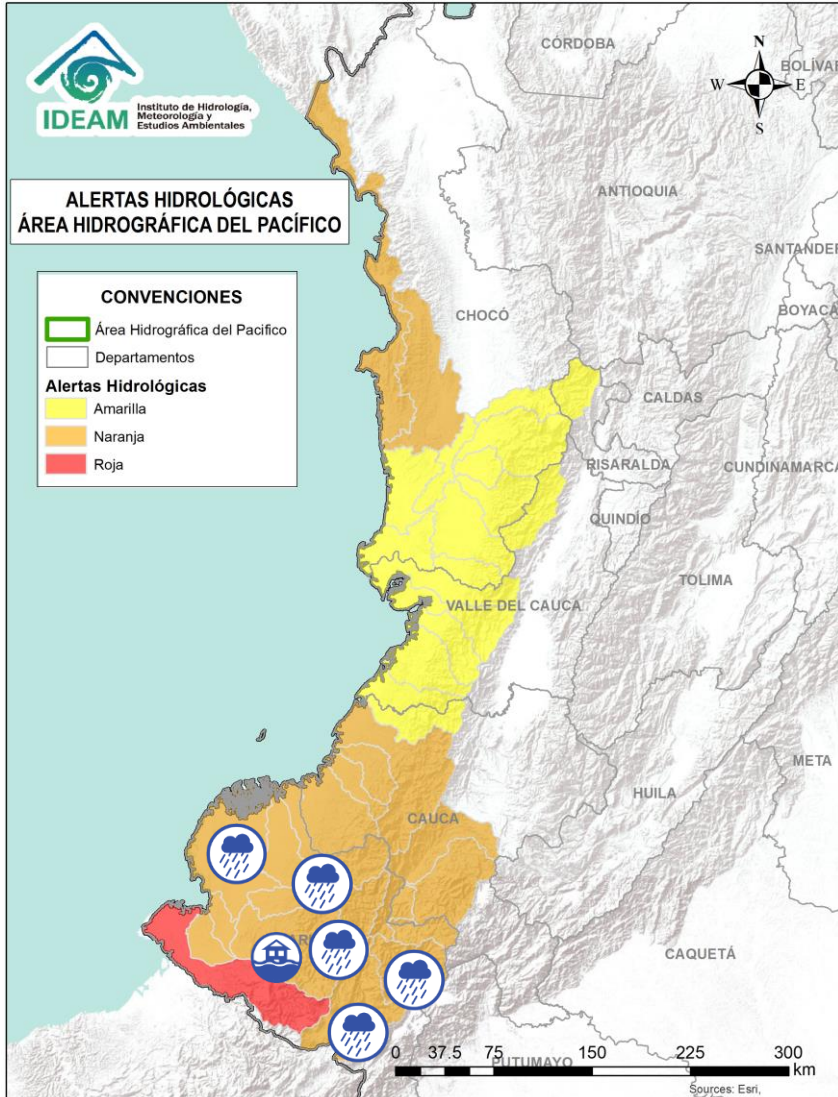 IDEAM
Instituto de Hidrología,
Meteorología y
Estudios Ambientales
ALERTAS HIDROLÓGICAS
ÁREA HIDROGRÁFICA DEL PACÍFICO
CONVENCIONES
Área Hidrográfica del Pacifico
Departamentos
Alertas Hidrológicas
Amarilla
Naranja
Roja
N
W
E
S
CÓRDOBA
BOLÍVAR
ANTIOQUIA
SANTANDER
BOYACÁ
CHOCÓ
CALDAS
RISARALDA
CUNDINAMARCA
QUINDÍO
TOLIMA
VALLE DEL CAUCA
META
HUILA
CAUCA
CAQUETÁ
PUTUMAYO
0 37.5 75 150 225 300
km
Sources: Esri,